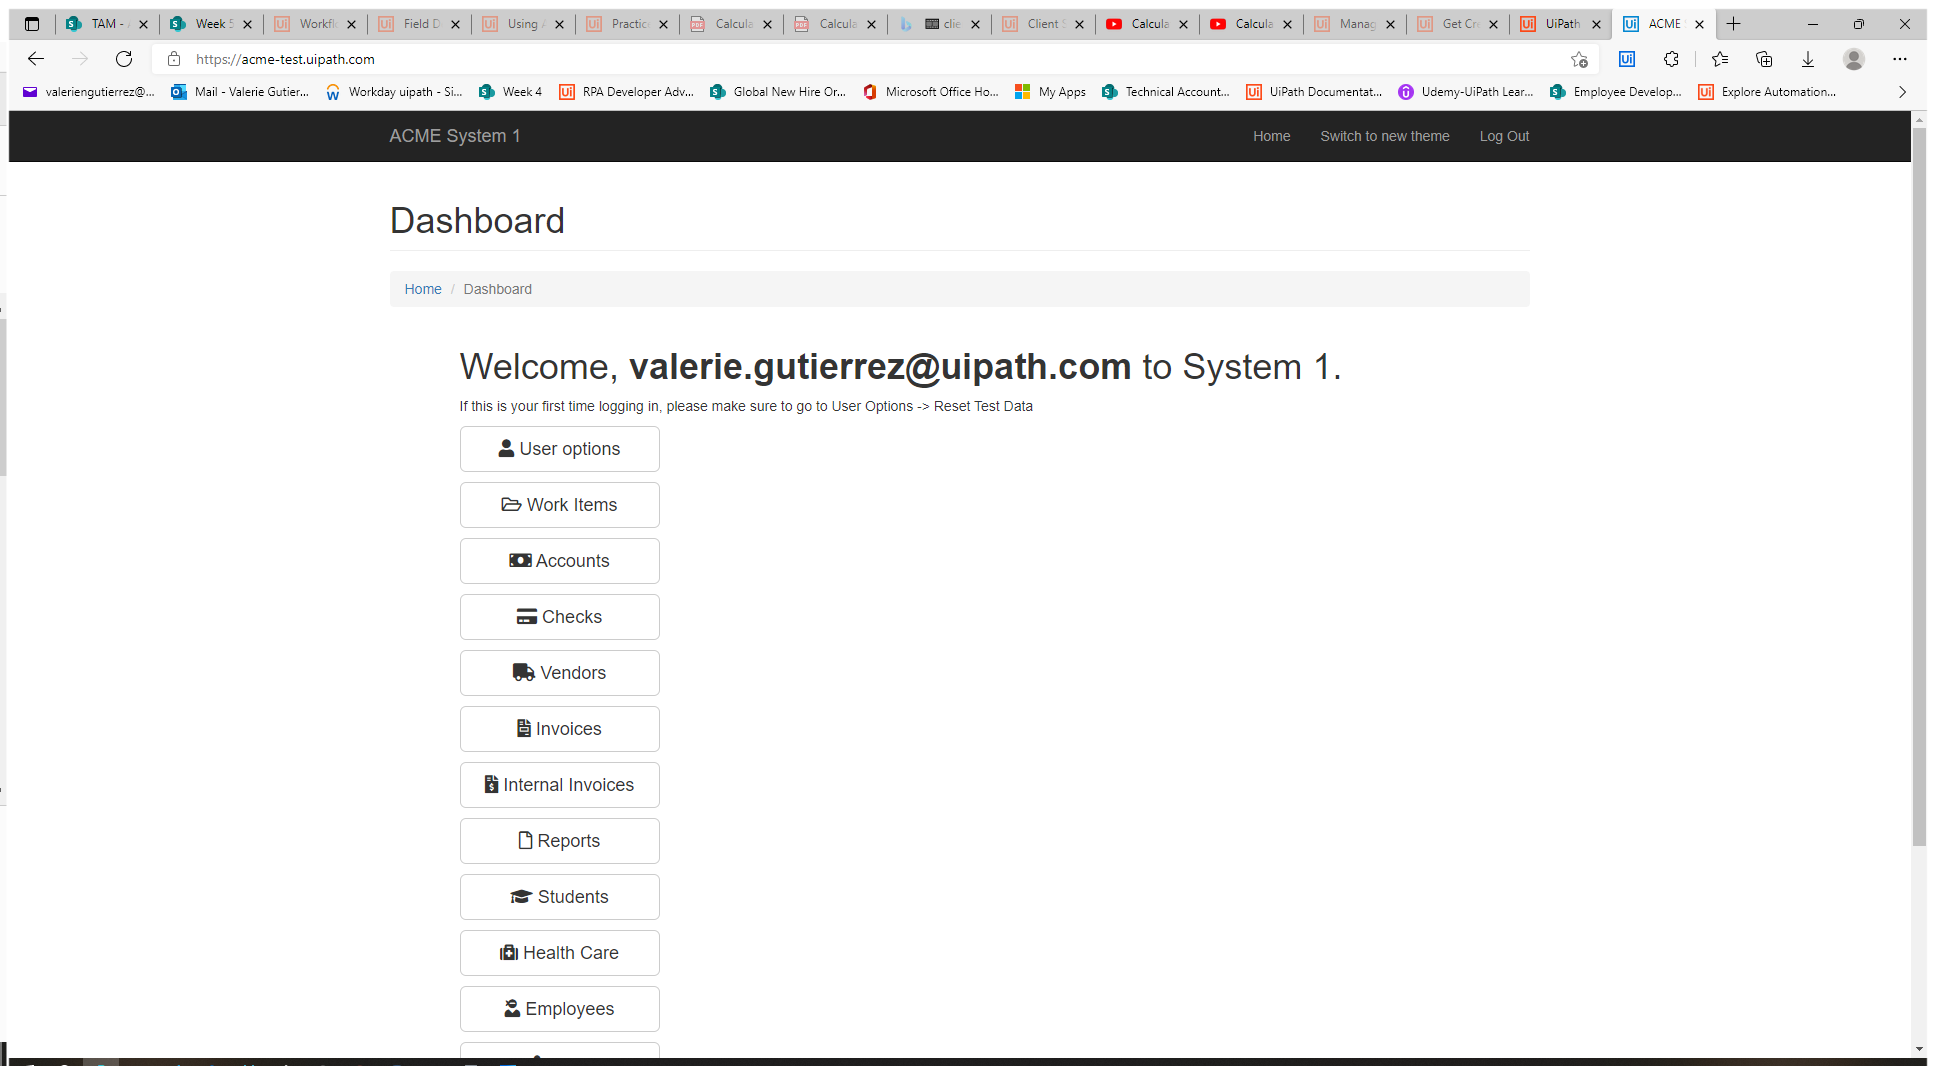 TAM -
Week 5
Workfl
Field D
Using A
Practice
Calcula
Calcula
clie
Client S
Calcula
Calcula
Manag
Get Cre
UiPath
ACME
https://acme-test.uipath.com
valeriengutierrez@...
Mail - Valerie Gutier...
Workday uipath - Si...
Week 4
RPA Developer Adv...
Global New Hire Or...
Microsoft Office Ho...
My Apps
Technical Account...
UiPath Documentat...
Udemy-UiPath Lear...
Employee Develop...
Explore Automation...
ACME System 1
Home
Switch to new theme
Log Out
Dashboard
Home / Dashboard
Welcome, valerie.gutierrez@uipath.com to System 1.
If this is your first time logging in, please make sure to go to User Options -> Reset Test Data
User options
Work Items
Accounts
Checks
Vendors
Invoices
Internal Invoices
Reports
Students
Health Care
Employees